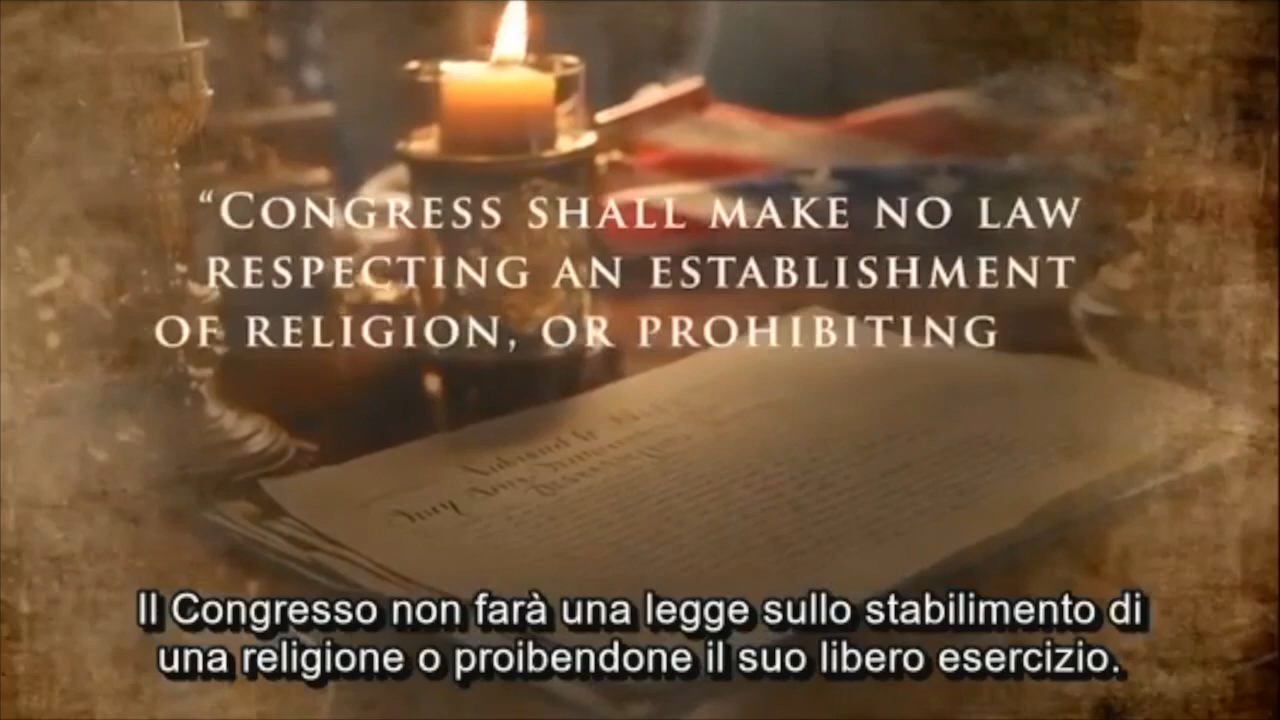 “CONGRESS SHALL MAKE NO LAW
RESPECTING AN ESTABLISHMENT
OF RELIGION, OR PROHIBITING
Il Congresso non farà una legge sullo stabilimento di
una religione o proibendone il suo libero esercizio.